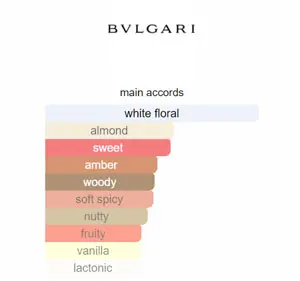 BVLGARI
main accords
white floral
almond
sweet
amber
woody
soft spicy
nutty
fruity
vanilla
lactonic